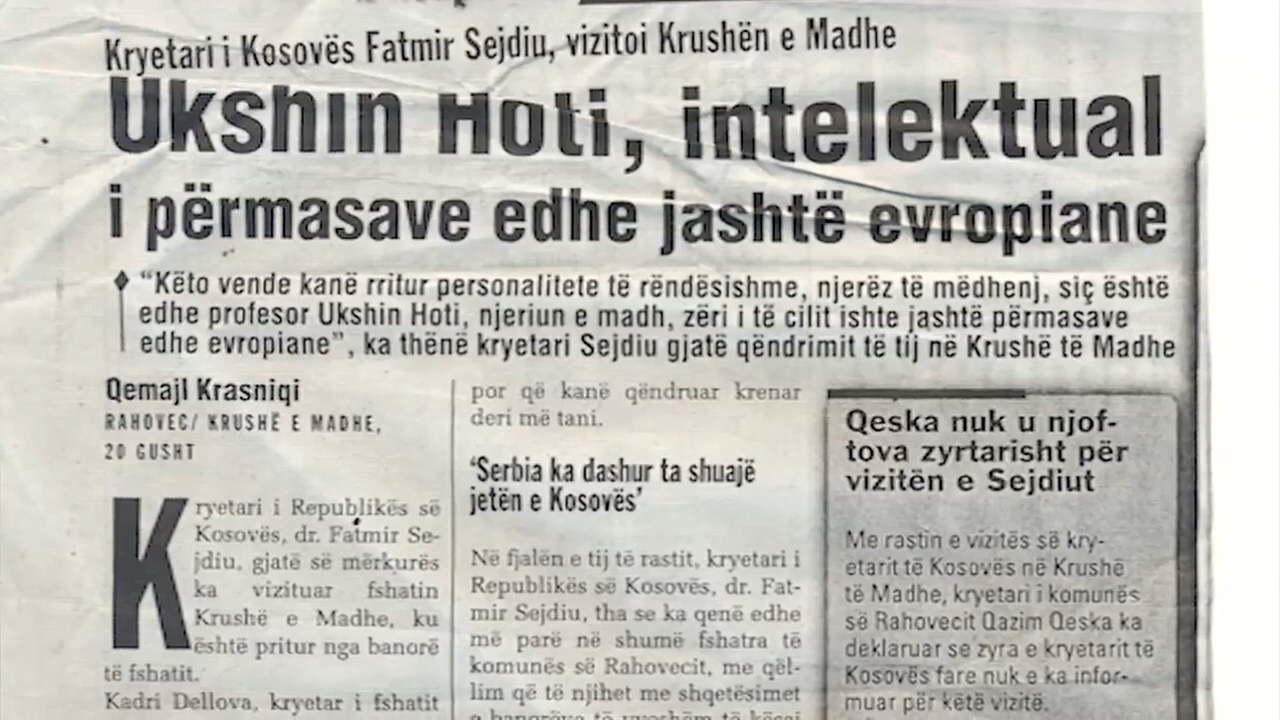 Kryetari i Kosovës Fatmir Sejdiu, vizitoi Krushën e Madhe
Ukshin Hoti, intelektual
i përmasave edhe jashtë evropiane
“Këto vende kanë rritur personalitete të rëndësishme, njerëz të mëdhenj, siç është
edhe profesor Ukshin Hoti, njeriun e madh, zëri i të cilit ishte jashtë përmasave
edhe evropiane”, ka thënë kryetari Sejdiu gjatë qëndrimit të tij në Krushë të Madhe
Qemajl Krasniqi
RAHOVEC/ KRUSHË E MADHE,
20 GUSHT
Kryetari i Republikës së
Kosovës, dr. Fatmir Se-
jdiu, gjatë së mërkurës
ka vizituar fshatin
Krushë e Madhe, ku
është pritur nga banorë
të fshatit.
Kadri Dellova, kryetar i fshatit
por që kanë qëndruar krenar
deri më tani.
‘Serbia ka dashur ta shuajë
jetën e Kosovës’
Në fjalën e tij të rastit, kryetari i
Republikës së Kosovës, dr. Fat-
mir Sejdiu, tha se ka qenë edhe
më parë në shumë fshatra të
komunës së Rahovecit, me qël-
lim që të njihet me shqetësimet
Qeska nuk u njof-
tova zyrtarisht për
vizitën e Sejdiut
Me rastin e vizitës së kry-
etarit të Kosovës në Krushë
të Madhe, kryetari i komunës
së Rahovecit Qazim Qeska ka
deklaruar se zyra e kryetarit të
Kosovës fare nuk e ka infor-
muar për këtë vizitë.